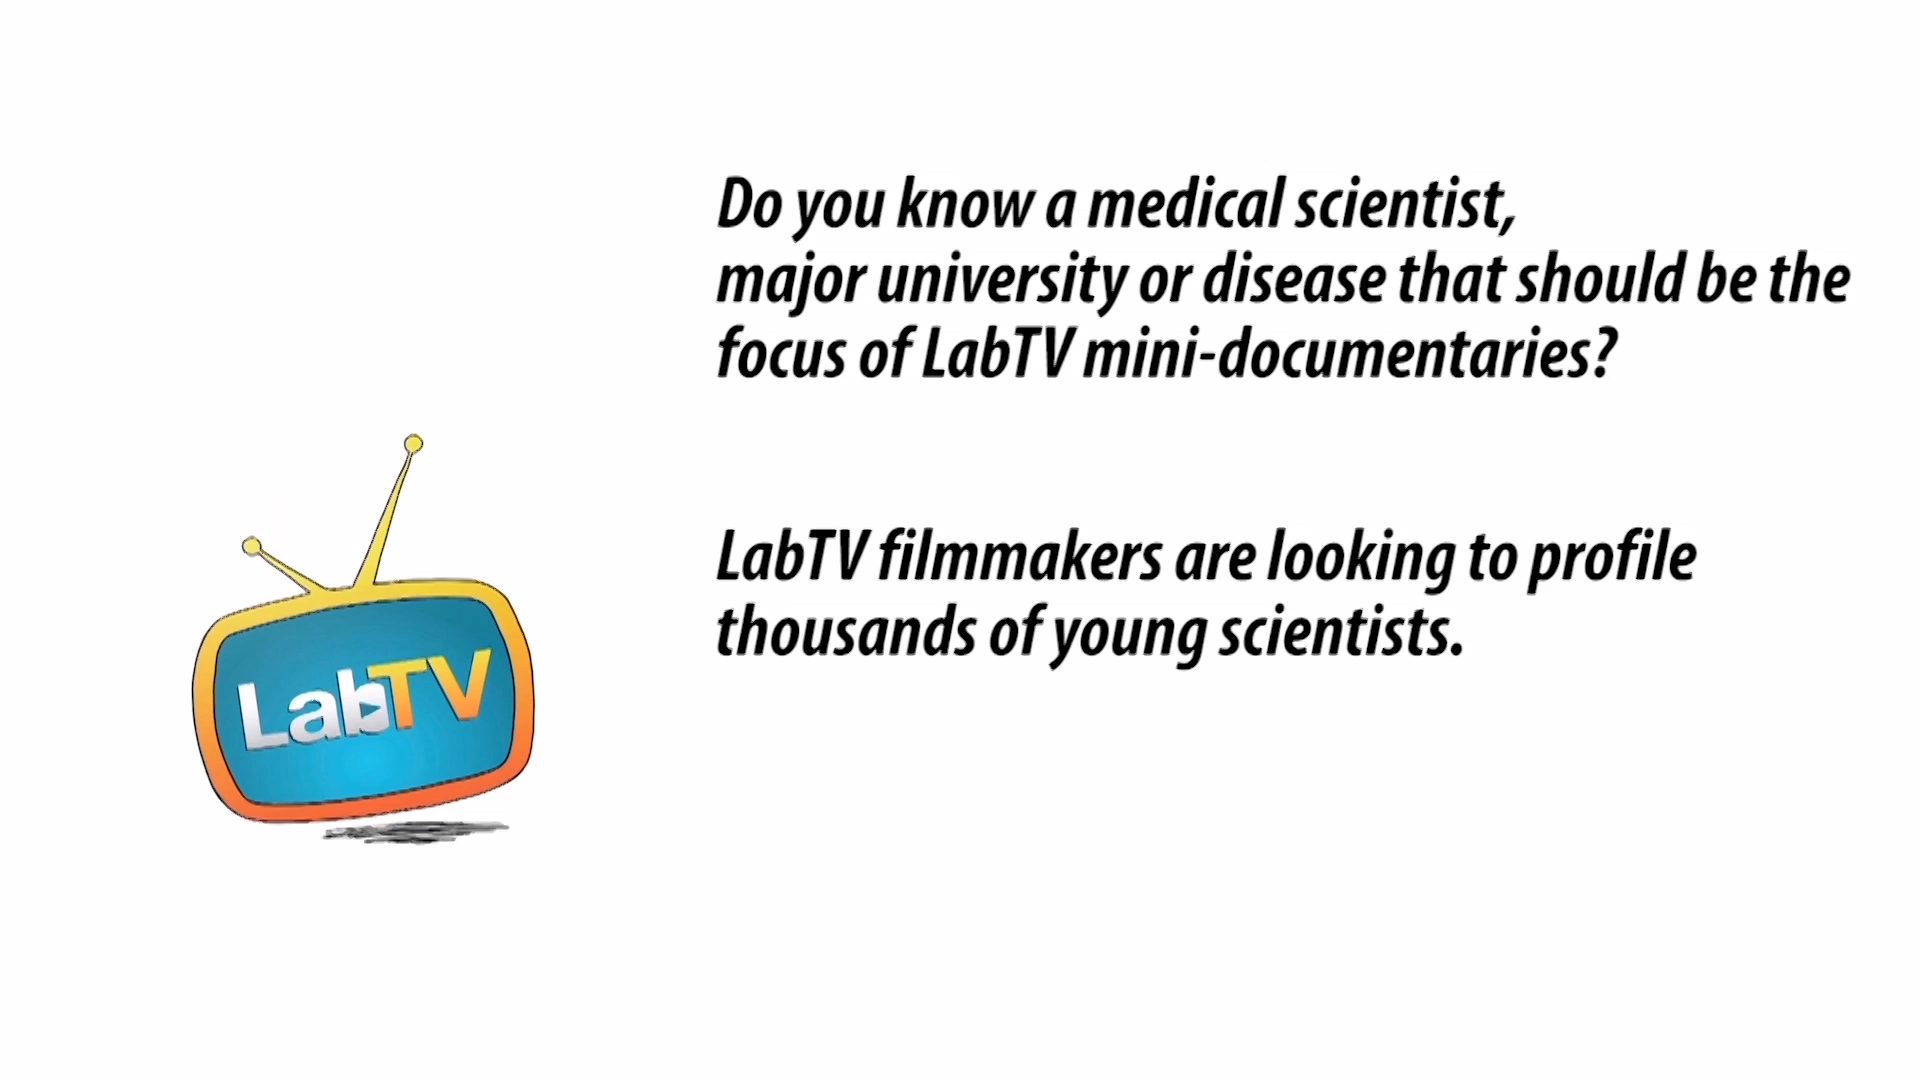 Do you know a medical scientist,
major university or disease that should be the
focus of LabTV mini-documentaries?
LabTV filmmakers are looking to profile
thousands of young scientists.
LabTV